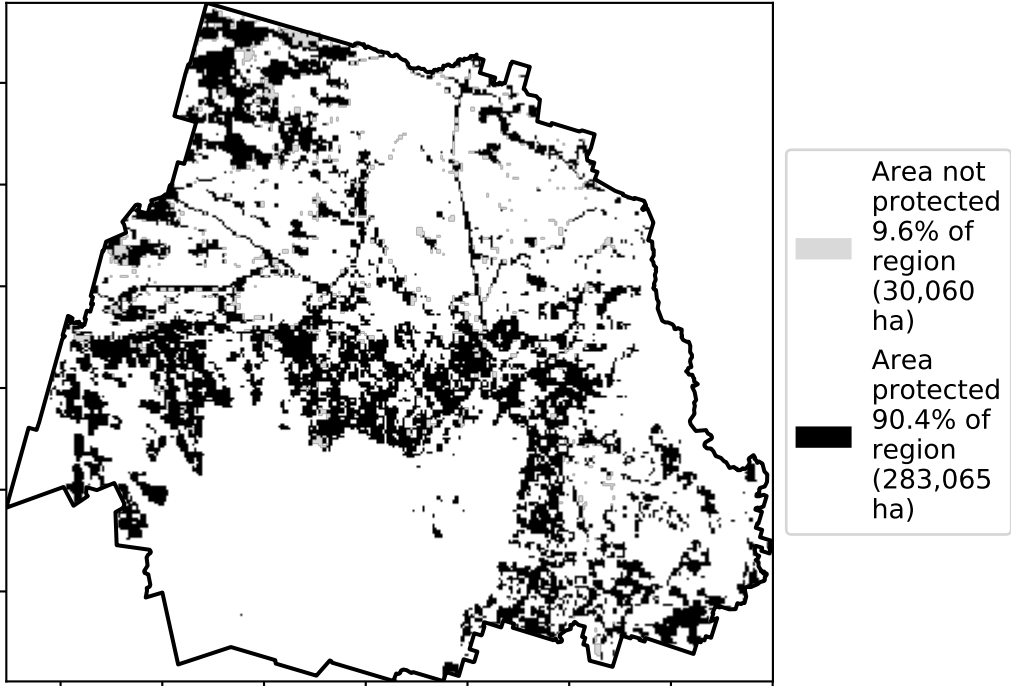 Area not
protected
9.6% of
region
(30,060
ha)
Area
protected
90.4% of
region
(283,065
ha)